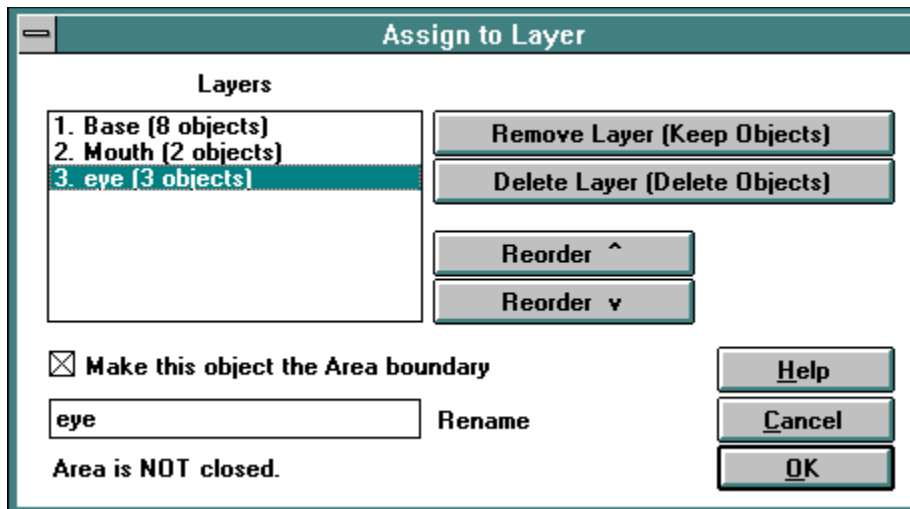 Assign to Layer
Layers
1. Base (8 objects)
2. Mouth (2 objects)
3. eye (3 objects)
Remove Layer (Keep Objects)
Delete Layer (Delete Objects)
Reorder ^
Reorder v
Make this object the Area boundary
eye
Rename
Area is NOT closed.
Help
Cancel
OK